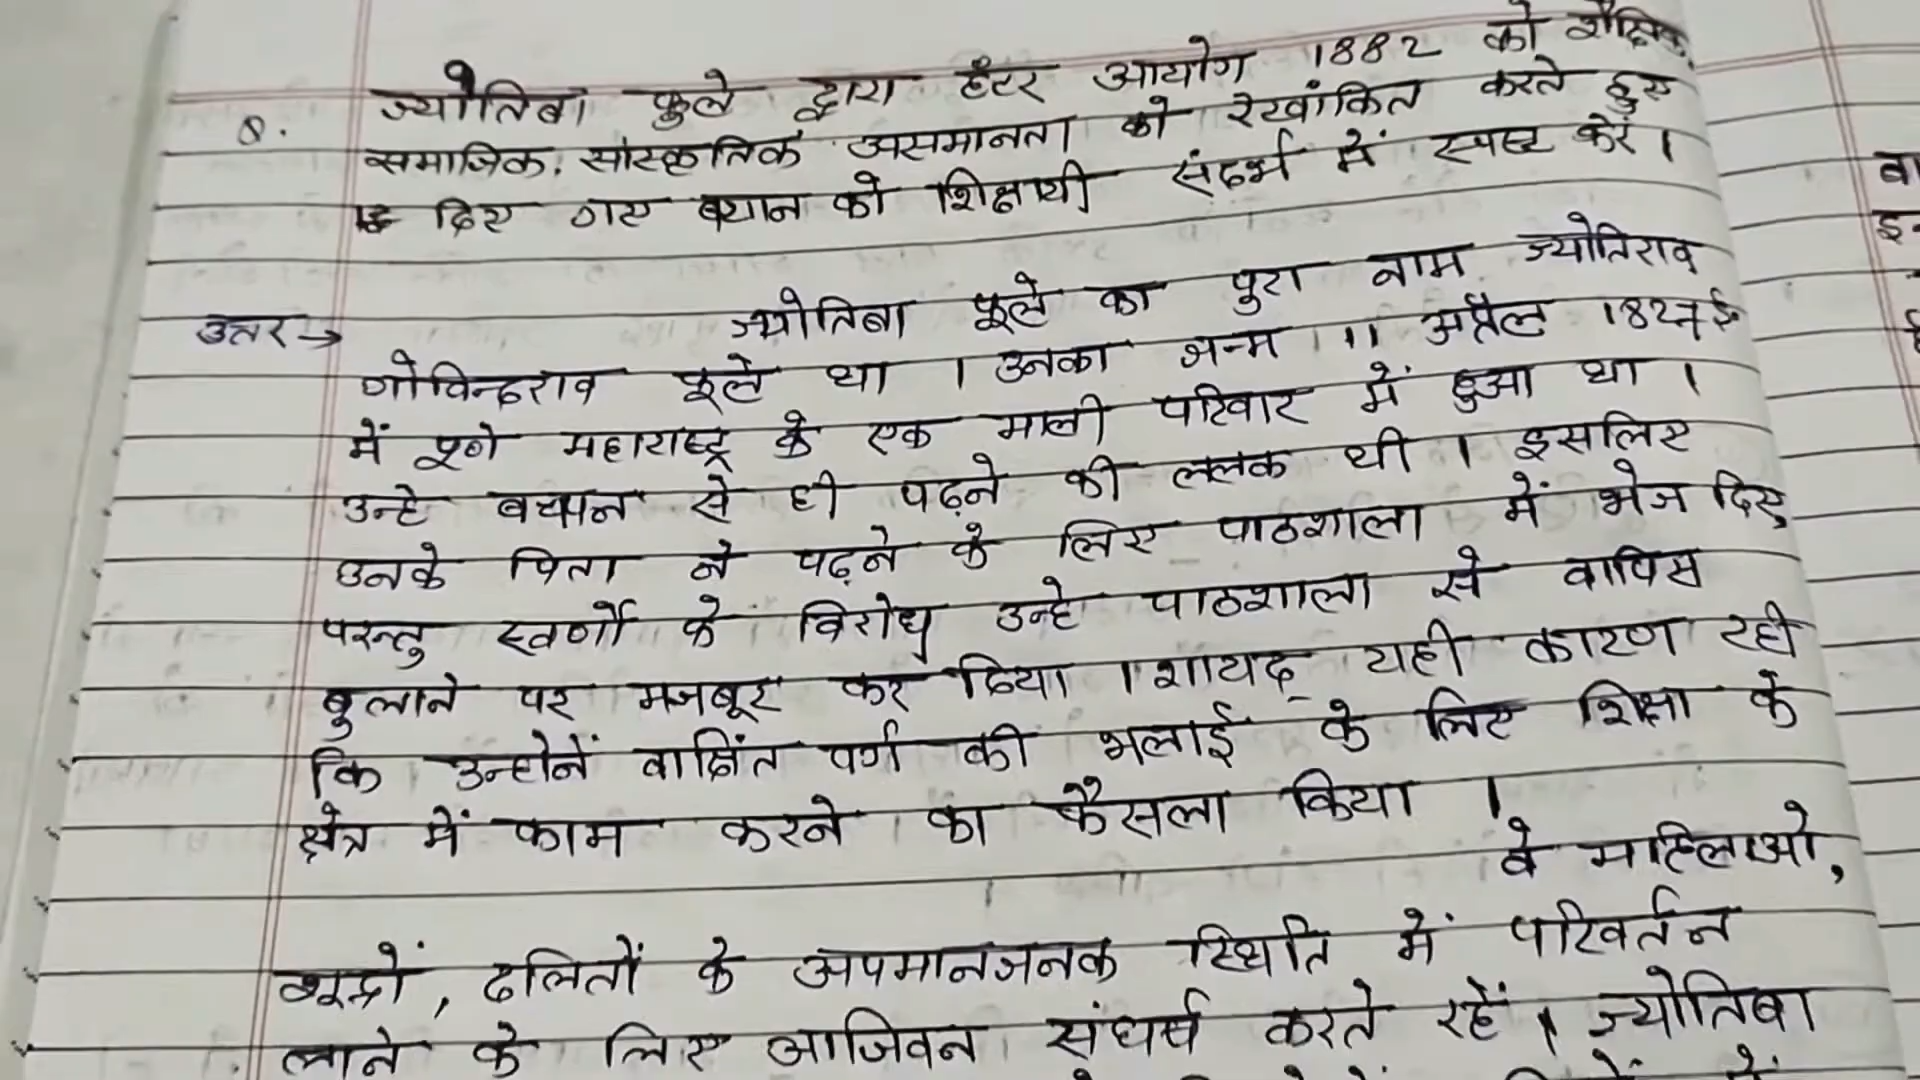 Q. ज्योतिबा फुले द्वारा हंटर आयोग 1882 को शैक्षिक,
समाजिक, सांस्कृतिक असमानता को रेखांकित करते हुए
दिए गए बयान को शिक्षायी संदर्भ में स्पष्ट करें।
उत्तर→ ज्योतिबा फूले का पुरा नाम ज्योतिराव
गोविन्दराव फूले था । उनका जन्म 11 अप्रैल 1827 ई॰
में पूणे महाराष्ट्र के एक माली परिवार में हुआ था ।
उन्हे बचपन से ही पढ़ने की ललक थी । इसलिए
उनके पिता ने पढ़ने के लिए पाठशाला में भेज दिए,
परन्तु स्वर्णों के विरोध उन्हे पाठशाला से वापिस
बुलाने पर मजबूर कर दिया । शायद यही कारण रही
कि उन्होनें वाक्षिंत वर्ग की भलाई के लिए शिक्षा के
क्षेत्र में काम करने का फैसला किया ।
वे महिलाओ,
शूद्रों, दलितों के अपमानजनक स्थिति में परिवर्तन
लाने के लिए आजिवन संघर्ष करते रहें । ज्योतिबा